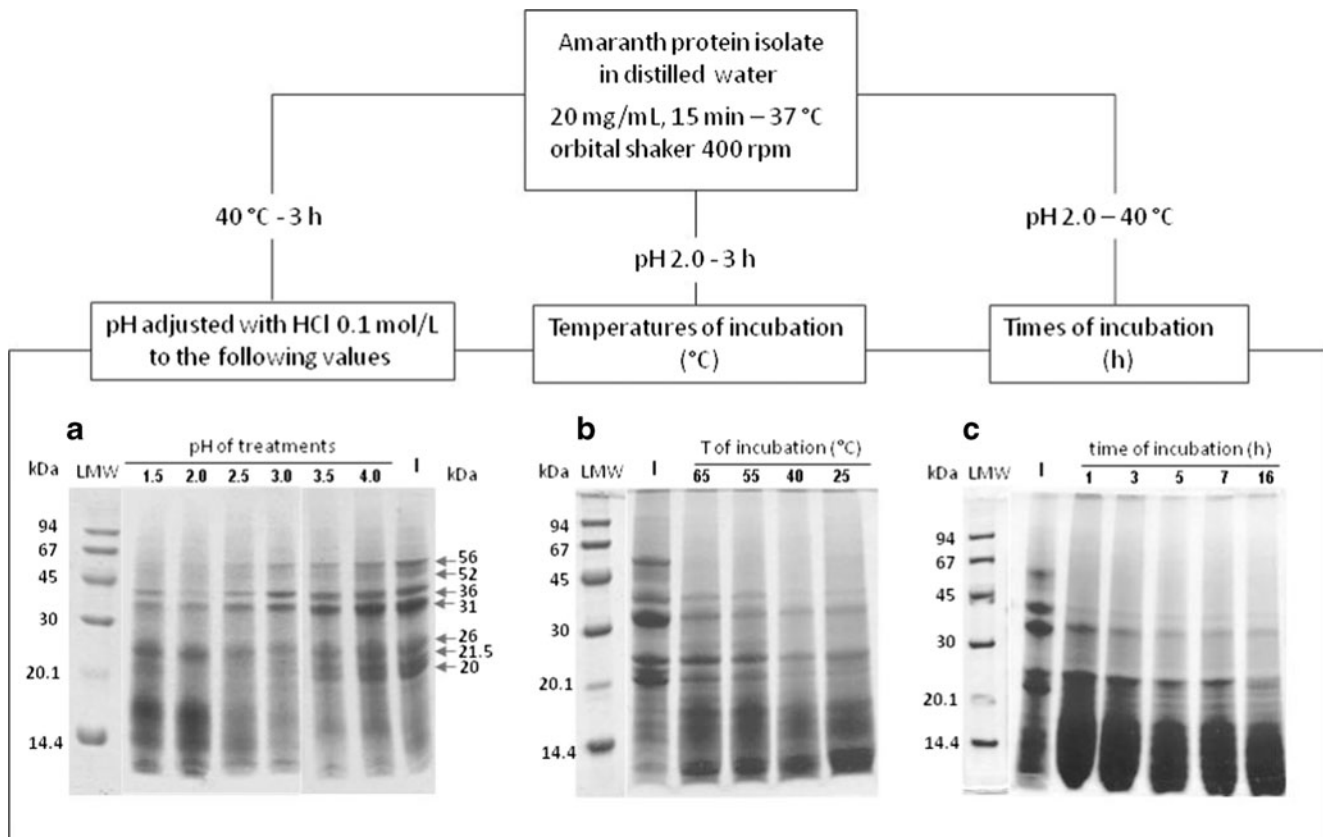 Amaranth protein isolate
in distilled water
20 mg/mL, 15 min – 37 °C
orbital shaker 400 rpm
40 °C - 3 h
pH 2.0 - 3 h
pH 2.0 – 40 °C
pH adjusted with HCl 0.1 mol/L
to the following values
Temperatures of incubation
(°C)
Times of incubation
(h)
a
pH of treatments
kDa LMW 1.5 2.0 2.5 3.0 3.5 4.0 I kDa
94
67
45
30
20.1
14.4
56
52
36
31
26
21.5
20
b
T of incubation (°C)
kDa LMW I 65 55 40 25
94
67
45
30
20.1
14.4
c
time of incubation (h)
kDa LMW I 1 3 5 7 16
94
67
45
30
20.1
14.4